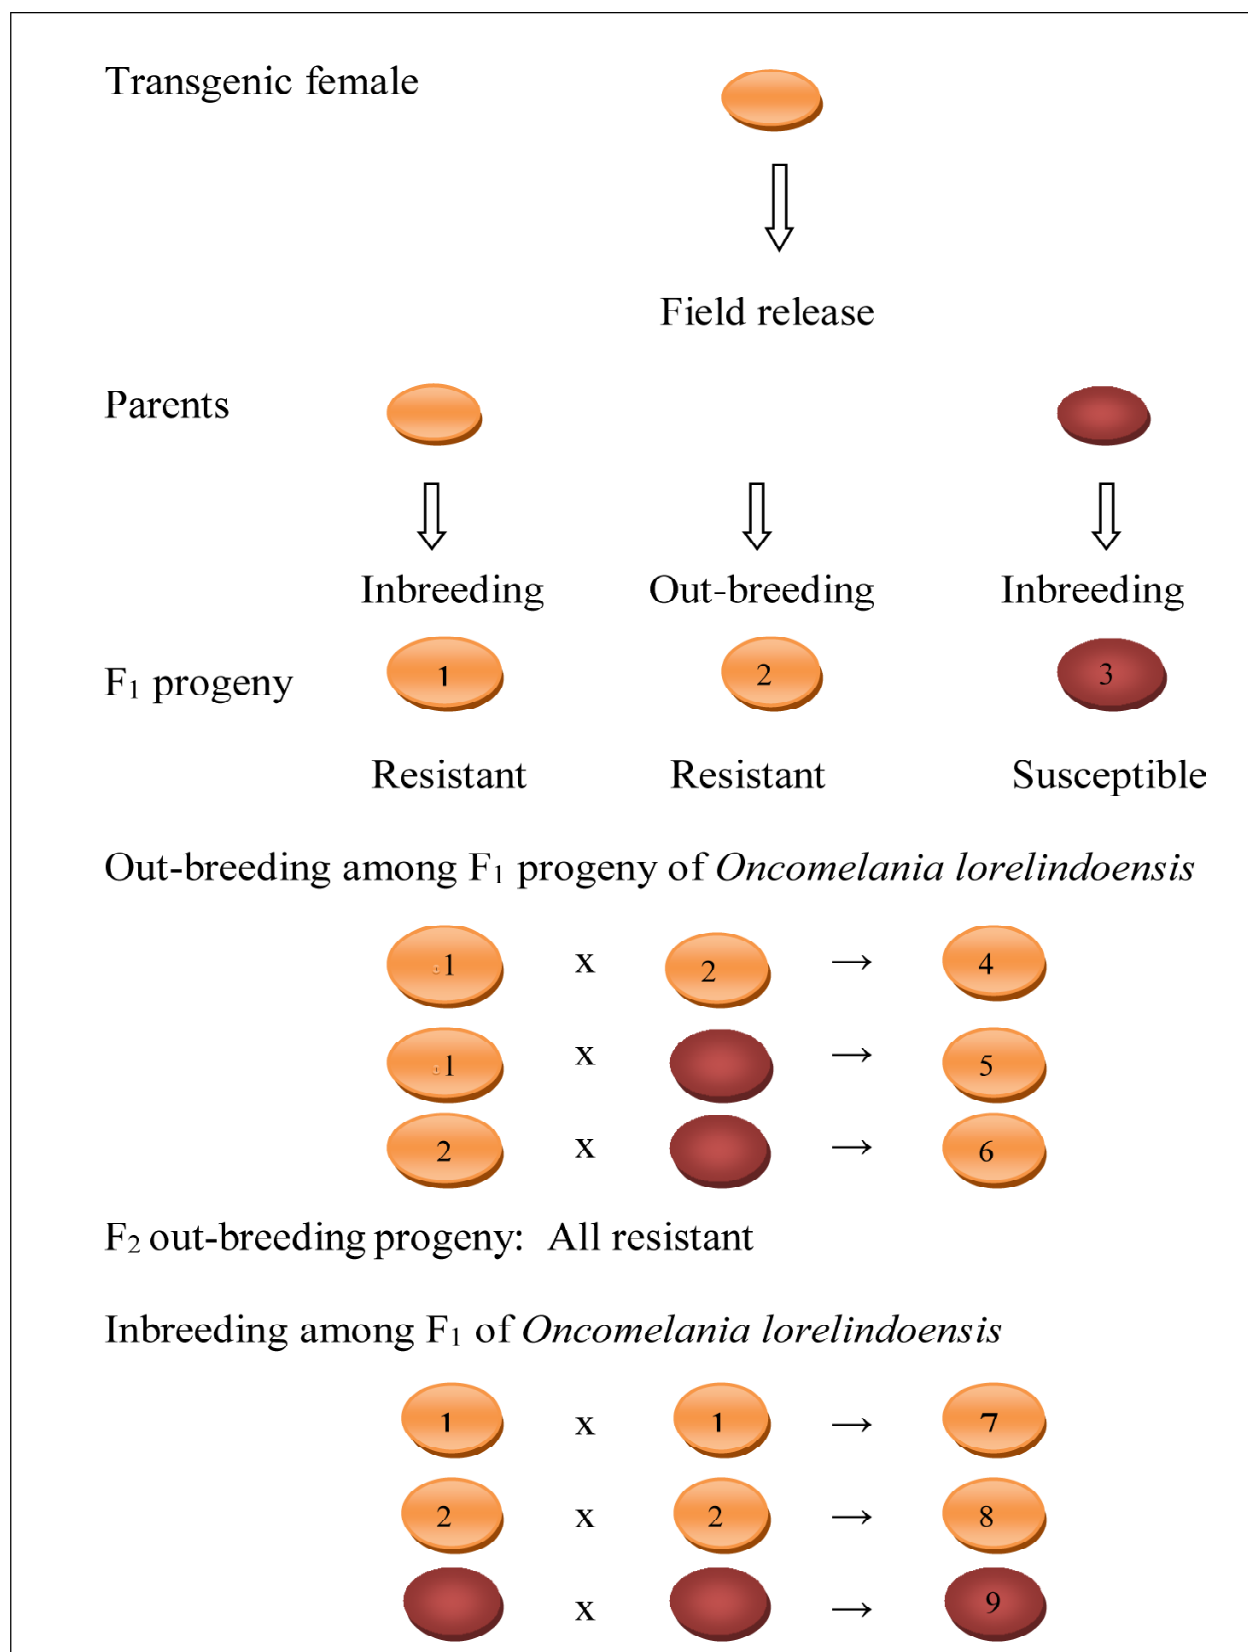 Transgenic female
Field release
Parents
Inbreeding Out-breeding Inbreeding
F₁ progeny 1 2 3
Resistant Resistant Susceptible
Out-breeding among F₁ progeny of Oncomelania lorelindoensis
1 x 2 → 4
1 x → 5
2 x → 6
F₂ out-breeding progeny: All resistant
Inbreeding among F₁ of Oncomelania lorelindoensis
1 x 1 → 7
2 x 2 → 8
x → 9